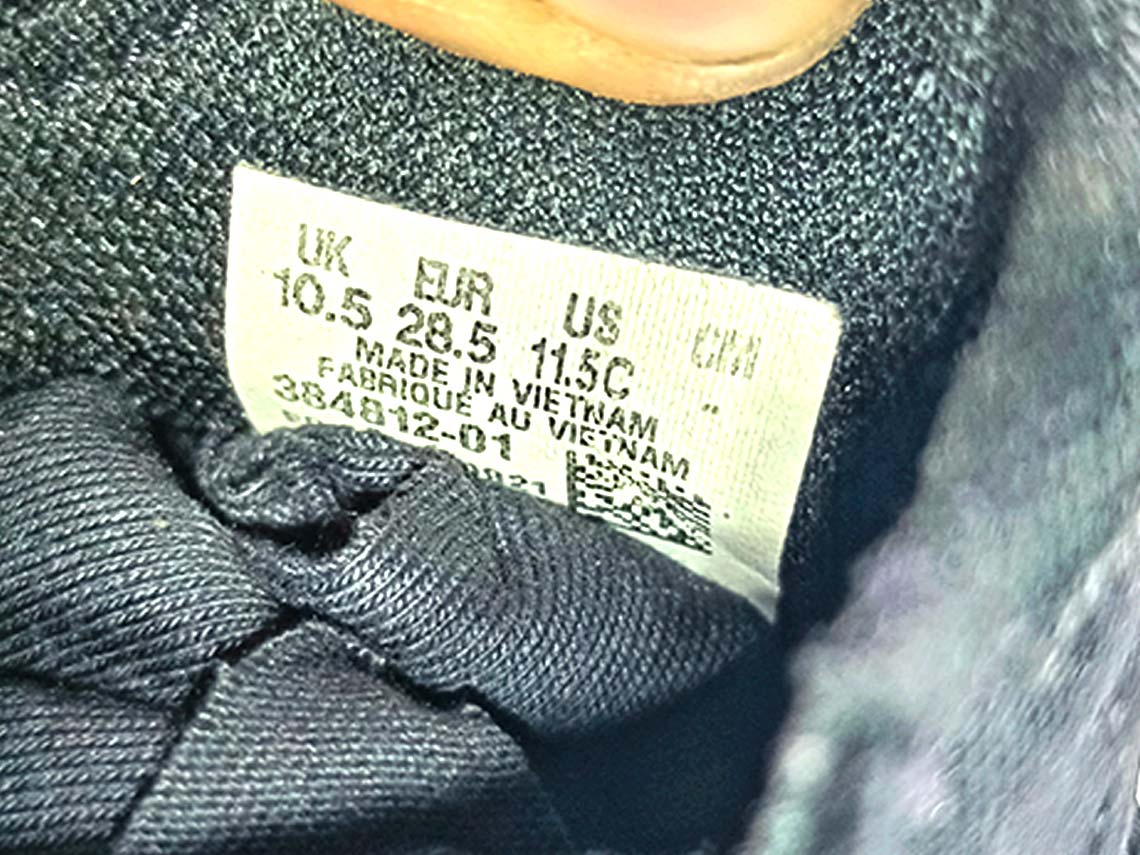 UK EUR US CM
10.5 28.5 11.5C "
MADE IN VIETNAM
FABRIQUE AU VIETNAM
384812-01